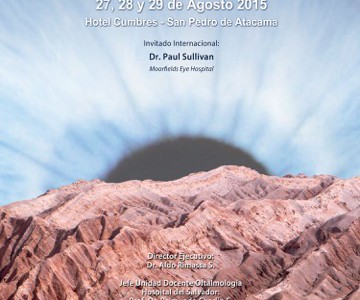 27, 28 y 29 de Agosto 2015
Hotel Cumbres - San Pedro de Atacama
Invitado Internacional:
Dr. Paul Sullivan
Moorfields Eye Hospital
Director Ejecutivo:
Dr. Aldo Rimassa S.
Jefe Unidad Docente Oftalmología
Hospital del Salvador: